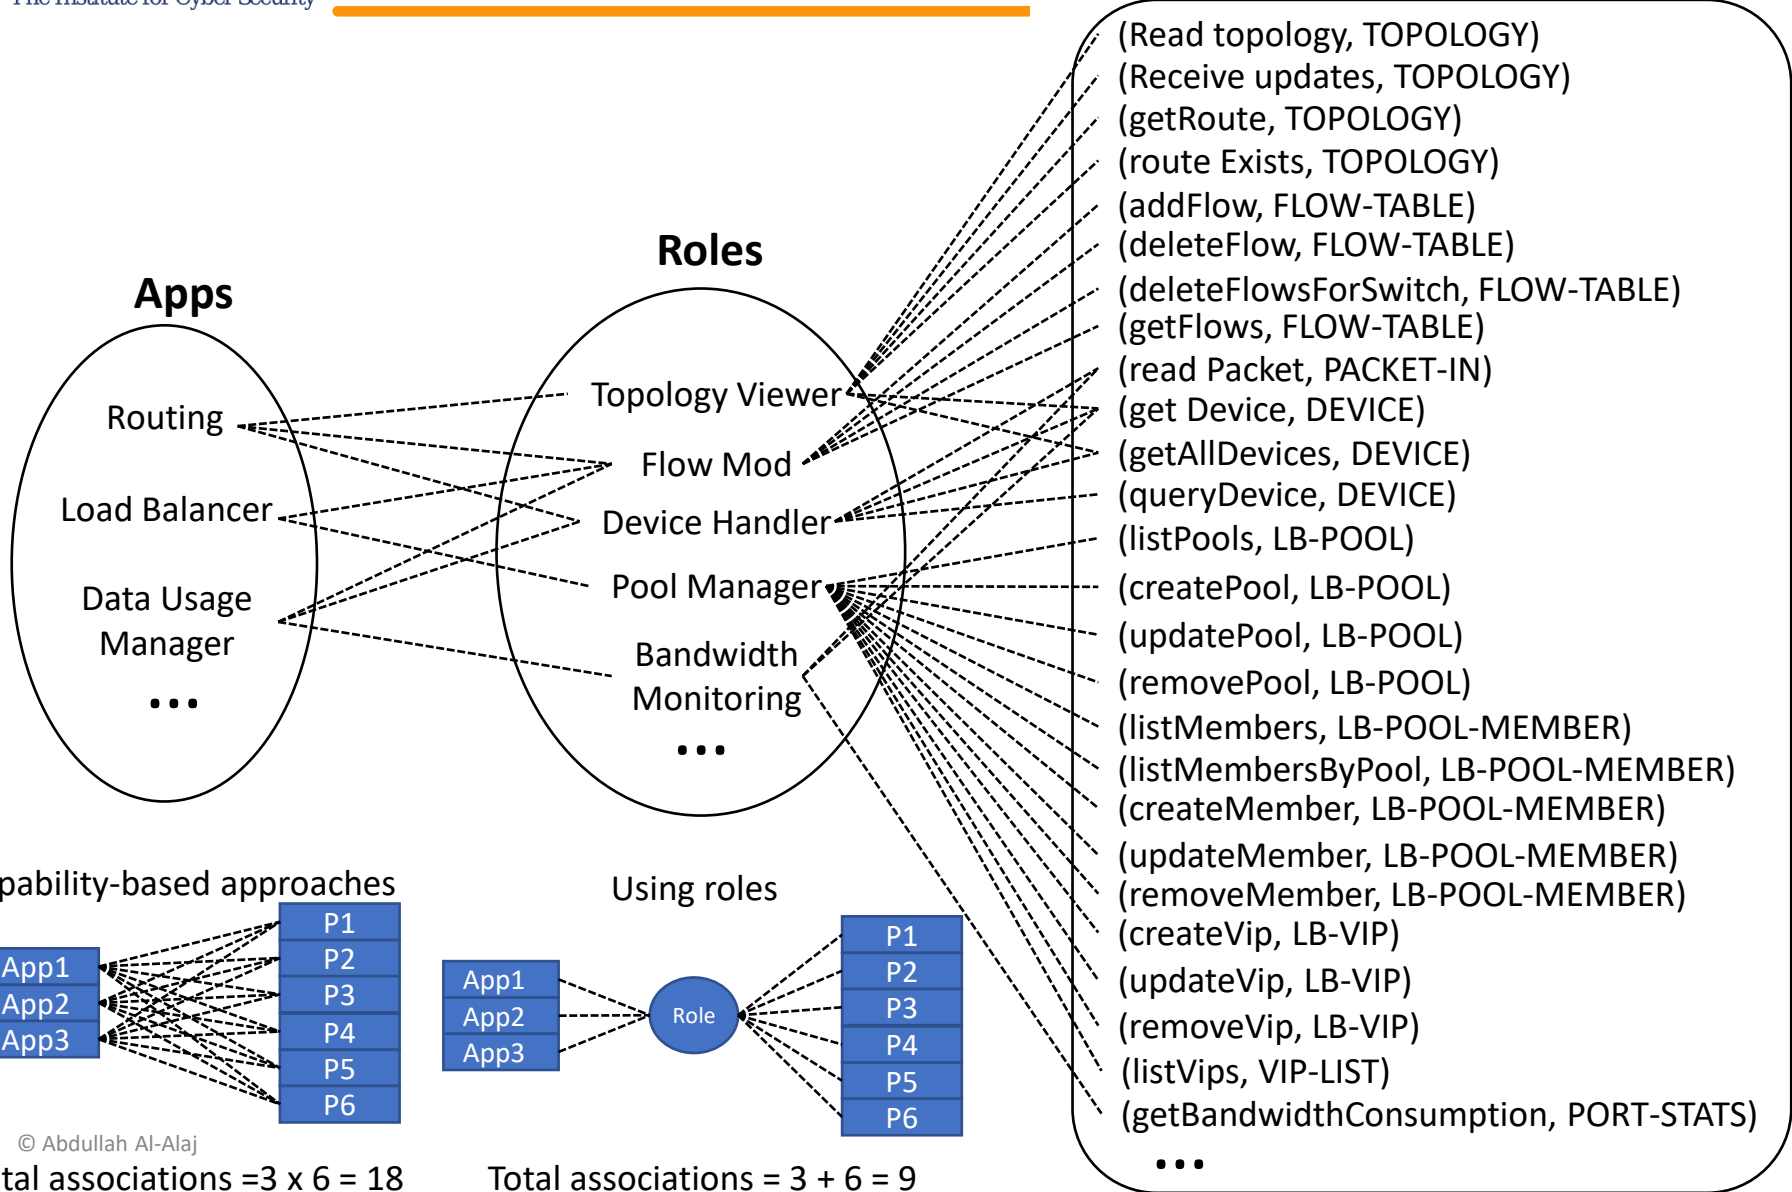 The Institute for Cyber Security
Apps
Routing
Load Balancer
Data Usage
Manager
...
Roles
Topology Viewer
Flow Mod
Device Handler
Pool Manager
Bandwidth
Monitoring
...
(Read topology, TOPOLOGY)
(Receive updates, TOPOLOGY)
(getRoute, TOPOLOGY)
(route Exists, TOPOLOGY)
(addFlow, FLOW-TABLE)
(deleteFlow, FLOW-TABLE)
(deleteFlowsForSwitch, FLOW-TABLE)
(getFlows, FLOW-TABLE)
(read Packet, PACKET-IN)
(get Device, DEVICE)
(getAllDevices, DEVICE)
(queryDevice, DEVICE)
(listPools, LB-POOL)
(createPool, LB-POOL)
(updatePool, LB-POOL)
(removePool, LB-POOL)
(listMembers, LB-POOL-MEMBER)
(listMembersByPool, LB-POOL-MEMBER)
(createMember, LB-POOL-MEMBER)
(updateMember, LB-POOL-MEMBER)
(removeMember, LB-POOL-MEMBER)
(createVip, LB-VIP)
(updateVip, LB-VIP)
(removeVip, LB-VIP)
(listVips, VIP-LIST)
(getBandwidthConsumption, PORT-STATS)
...
pability-based approaches
App1
App2
App3
P1
P2
P3
P4
P5
P6
© Abdullah Al-Alaj
tal associations =3 x 6 = 18
Using roles
App1
App2
App3
Role
P1
P2
P3
P4
P5
P6
Total associations = 3 + 6 = 9